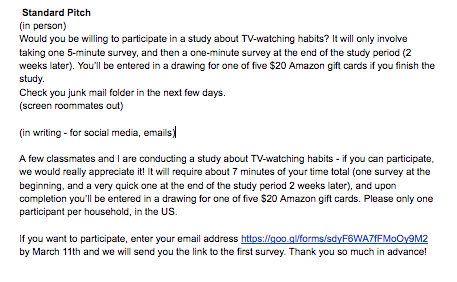 Standard Pitch
(in person)
Would you be willing to participate in a study about TV-watching habits? It will only involve
taking one 5-minute survey, and then a one-minute survey at the end of the study period (2
weeks later). You'll be entered in a drawing for one of five $20 Amazon gift cards if you finish the
study.
Check you junk mail folder in the next few days.
(screen roommates out)
(in writing - for social media, emails)
A few classmates and I are conducting a study about TV-watching habits - if you can participate,
we would really appreciate it! It will require about 7 minutes of your time total (one survey at the
beginning, and a very quick one at the end of the study period 2 weeks later), and upon
completion you'll be entered in a drawing for one of five $20 Amazon gift cards. Please only one
participant per household, in the US.
If you want to participate, enter your email address https://goo.gl/forms/sdyF6WA7fFMoOy9M2
by March 11th and we will send you the link to the first survey. Thank you so much in advance!